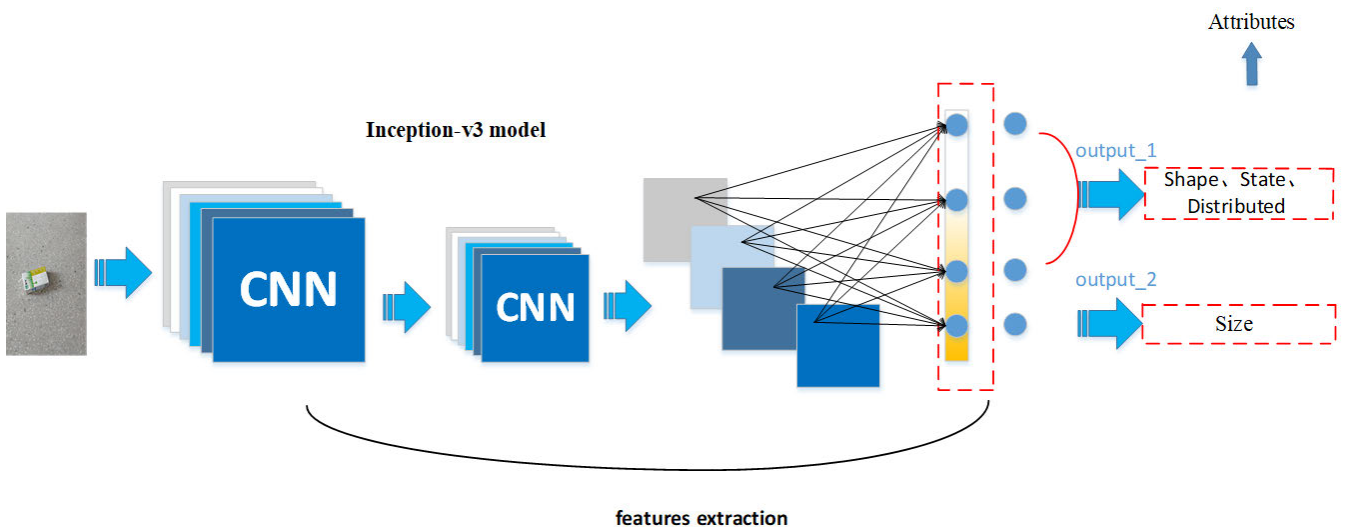 Attributes
Inception-v3 model
output_1
Shape、State、
Distributed
CNN
CNN
output_2
Size
features extraction